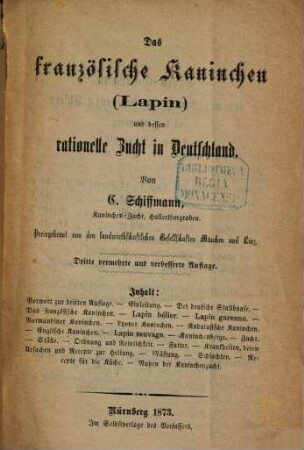 Das
französische Kaninchen
(Lapin)
und dessen
rationelle Zucht in Deutschland.
Von
C. Schiffmann,
Kaninchen-Zucht, Hallerthorgraben.
BIBLIOTHECA
REGIA
MONACENSIS
Preisgekrönt von den landwirthschaftlichen Gesellschaften München und Linz.
Dritte vermehrte und verbesserte Auflage.
Inhalt:
Vorwort zur dritten Auflage. — Einleitung. — Der deutsche Stallhase. —
Das französische Kaninchen. — Lapin bélier. — Lapin garenne. —
Normandiner Kaninchen. — Lyoner Kaninchen. — Andalusische Kaninchen.
— Englische Kaninchen. — Lapin sauvage. — Kaninchenberge. — Zucht. —
Ställe. — Ordnung und Reinlichkeit. — Futter. — Krankheiten, deren
Ursachen und Recepte zur Heilung. — Mästung. — Schlachten. — Re-
cepte für die Küche. — Nutzen der Kaninchenzucht.
Nürnberg 1873.
Im Selbstverlage des Verfassers.